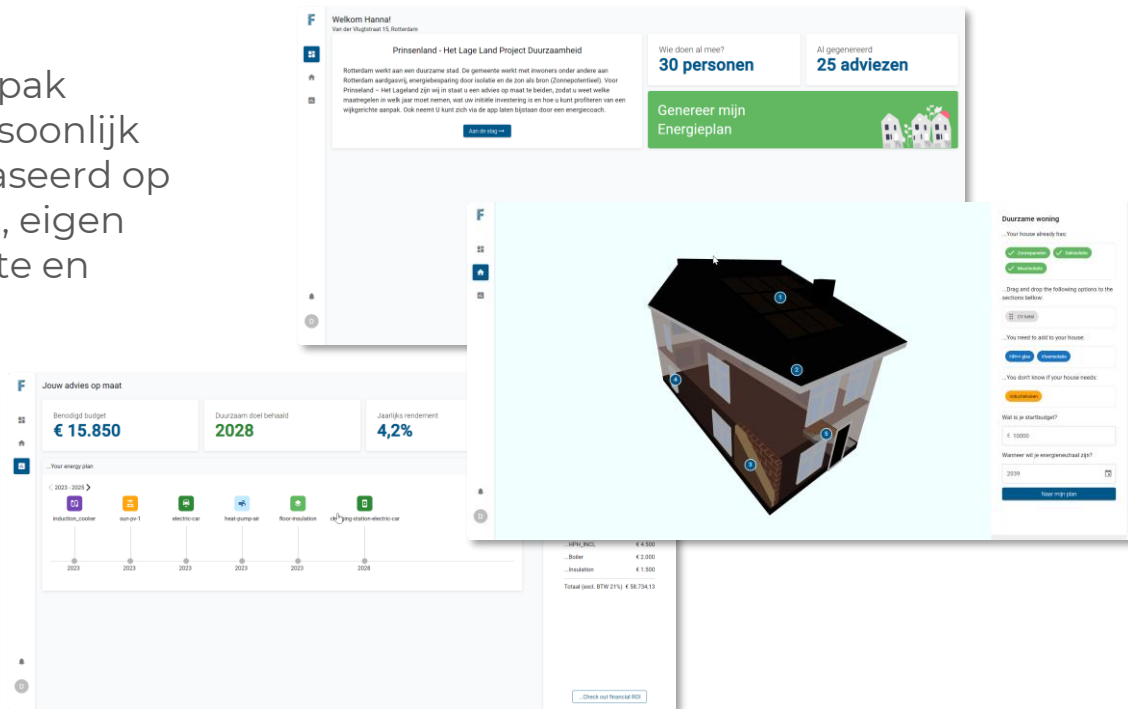 pak
soonlijk
aseerd op
, eigen
te en
F
Welkom Hanna!
Van der Vlugtstraat 15, Rotterdam
Prinsenland - Het Lage Land Project Duurzaamheid
Rotterdam werkt aan een duurzame stad. De gemeente werkt met inwoners onder andere aan
Rotterdam aardgasvrij, energiebesparing door isolatie en de zon als bron (Zonnepotentieel). Voor
Prinseland – Het Lageland zijn wij in staat u een advies op maat te beiden, zodat u weet welke
maatregelen in welk jaar moet nemen, wat uw initiële investering is en hoe u kunt profiteren van een
wijkgerichte aanpak. Ook neemt U kunt zich via de app laten bijstaan door een energiecoach.
Aan de slag →
Wie doen al mee?
30 personen
Al gegenereerd
25 adviezen
Genereer mijn
Energieplan
D
F
1
2
3
4
5
D
Duurzame woning
...Your house already has:
Zonnepanelen
Dakisolatie
Muurisolatie
...Drag and drop the following options to the
sections bellow:
CV-ketel
...You need to add to your house:
HR++ glas
Vloerisolatie
...You don't know if your house needs:
Wat is je startbudget?
€ 10000
Wanneer wil je energieneutraal zijn?
2039
Naar mijn plan
F
Jouw advies op maat
Benodigd budget
€ 15.850
Duurzaam doel behaald
2028
Jaarlijks rendement
4,2%
...Your energy plan
2023 - 2025
induction_cooker
sun-pv-1
electric-car
heat-pump-air
floor-insulation
2023
2023
2023
2023
2023
2028
...HPH_INCL € 4.500
...Boiler € 2.000
...Insulation € 1.500
Totaal (excl. BTW 21%) € 58.734,13
...Check out financial ROI
D